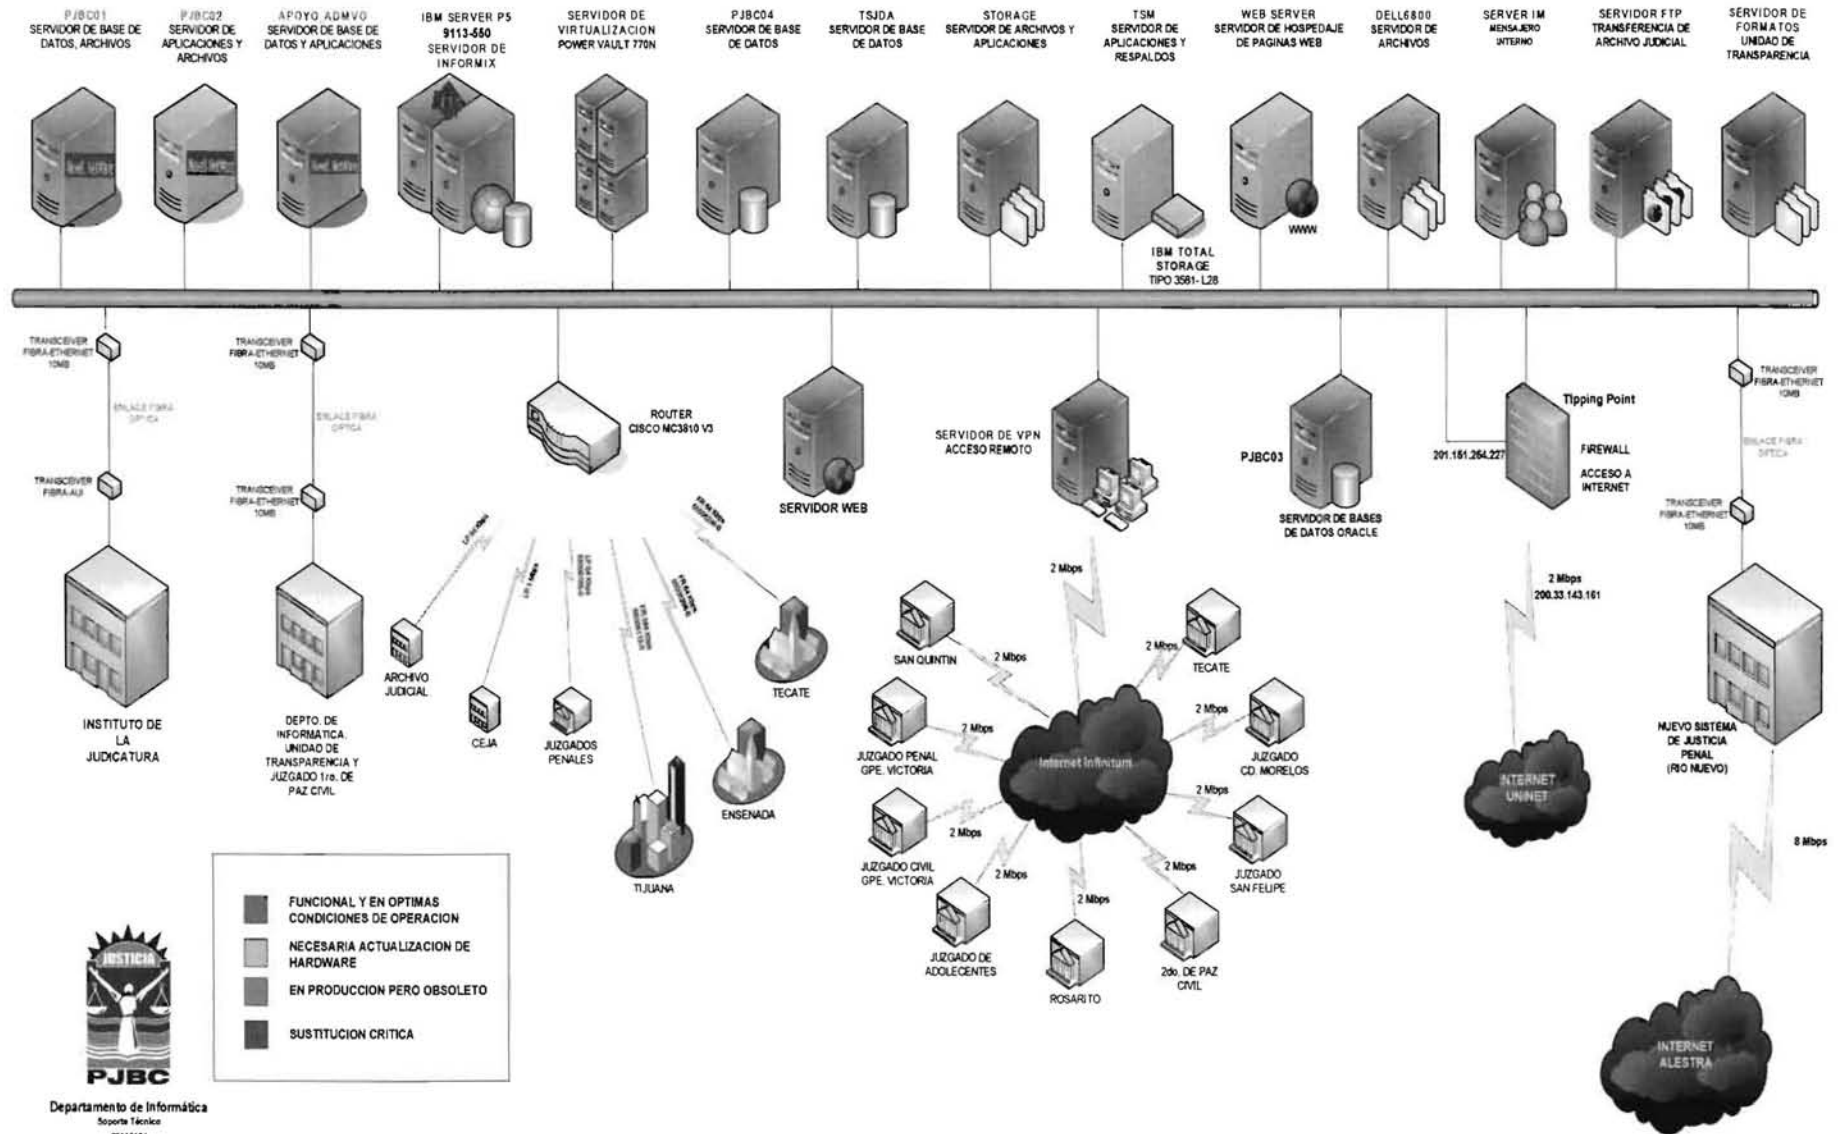 PJBC01
SERVIDOR DE BASE DE
DATOS, ARCHIVOS
PJBC02
SERVIDOR DE
APLICACIONES Y
ARCHIVOS
APOYO ADMVO
SERVIDOR DE BASE DE
DATOS Y APLICACIONES
IBM SERVER P5
9113-550
SERVIDOR DE
INFORMIX
SERVIDOR DE
VIRTUALIZACION
POWER VAULT 770N
PJBC04
SERVIDOR DE BASE
DE DATOS
TSJDA
SERVIDOR DE BASE
DE DATOS
STORAGE
SERVIDOR DE ARCHIVOS Y
APLICACIONES
TSM
SERVIDOR DE
APLICACIONES Y
RESPALDOS
WEB SERVER
SERVIDOR DE HOSPEDAJE
DE PAGINAS WEB
DELL6800
SERVIDOR DE
ARCHIVOS
SERVER IM
MENSAJERO
INTERNO
SERVIDOR FTP
TRANSFERENCIA DE
ARCHIVO JUDICIAL
SERVIDOR DE
FORMATOS
UNIDAD DE
TRANSPARENCIA
WWW
IBM TOTAL
STORAGE
TIPO 3581- L28
TRANSCEIVER
FIBRA-ETHERNET
10MB
ENLACE FIBRA
OPTICA
TRANSCEIVER
FIBRA-AUI
INSTITUTO DE
LA
JUDICATURA
TRANSCEIVER
FIBRA-ETHERNET
10MB
ENLACE FIBRA
OPTICA
TRANSCEIVER
FIBRA-ETHERNET
10MB
DEPTO. DE
INFORMATICA.
UNIDAD DE
TRANSPARENCIA Y
JUZGADO 1ro. DE
PAZ CIVIL
ROUTER
CISCO MC3810 V3
ARCHIVO
JUDICIAL
CEJA
JUZGADOS
PENALES
TIJUANA
ENSENADA
TECATE
SERVIDOR WEB
SERVIDOR DE VPN
ACCESO REMOTO
2 Mbps
PJBC03
SERVIDOR DE BASES
DE DATOS ORACLE
201.151.254.227
Tipping Point
FIREWALL
ACCESO A
INTERNET
2 Mbps
200.33.143.161
INTERNET
UNINET
TRANSCEIVER
FIBRA-ETHERNET
10MB
ENLACE FIBRA
OPTICA
TRANSCEIVER
FIBRA-ETHERNET
10MB
NUEVO SISTEMA
DE JUSTICIA
PENAL
(RIO NUEVO)
8 Mbps
INTERNET
ALESTRA
Internet Infinitum
SAN QUINTIN
2 Mbps
TECATE
2 Mbps
JUZGADO PENAL
GPE. VICTORIA
2 Mbps
JUZGADO
CD. MORELOS
2 Mbps
JUZGADO CIVIL
GPE. VICTORIA
2 Mbps
JUZGADO
SAN FELIPE
2 Mbps
JUZGADO DE
ADOLECENTES
2 Mbps
ROSARITO
2 Mbps
2do. DE PAZ
CIVIL
2 Mbps
FUNCIONAL Y EN OPTIMAS
CONDICIONES DE OPERACION
NECESARIA ACTUALIZACION DE
HARDWARE
EN PRODUCCION PERO OBSOLETO
SUSTITUCION CRITICA
JUSTICIA
PJBC
Departamento de Informática
Soporte Técnico